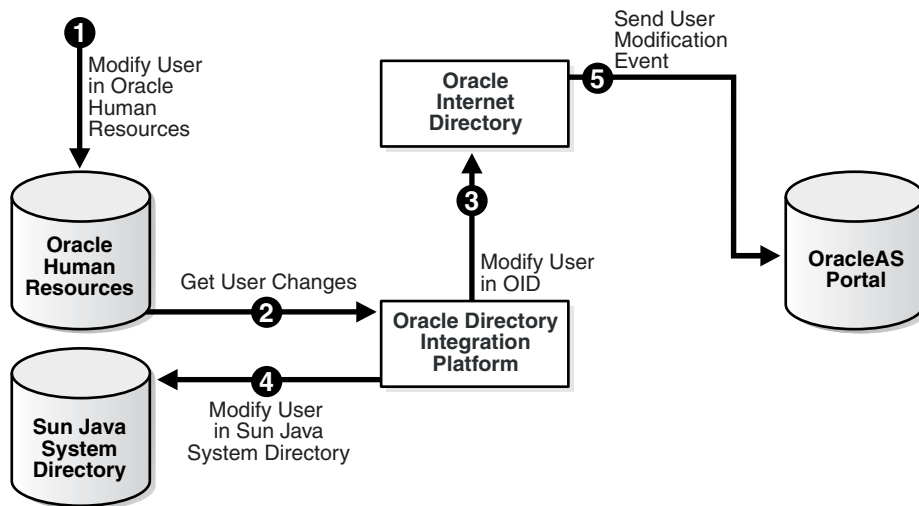 1
Modify User
in Oracle
Human
Resources
Oracle
Human
Resources
Get User Changes
2
Oracle Directory
Integration
Platform
3
Modify User
in OID
Oracle
Internet
Directory
4
Modify User
in Sun Java
System Directory
Sun Java
System
Directory
Send User
Modification
Event
5
OracleAS
Portal